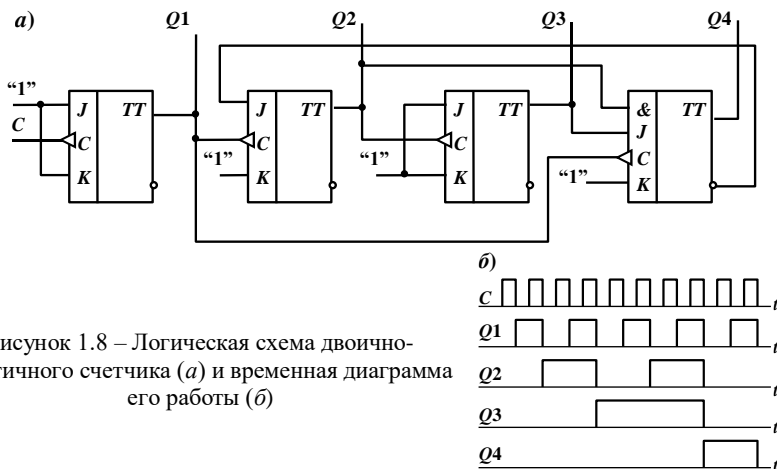 а) Q1 Q2 Q3 Q4
“1” J TT J TT J TT & TT
C C C C J
K “1” K “1” K C
“1” K
б)
C t
Q1 t
Q2 t
Q3 t
Q4 t
исунок 1.8 – Логическая схема двоично-
тичного счетчика (а) и временная диаграмма
его работы (б)